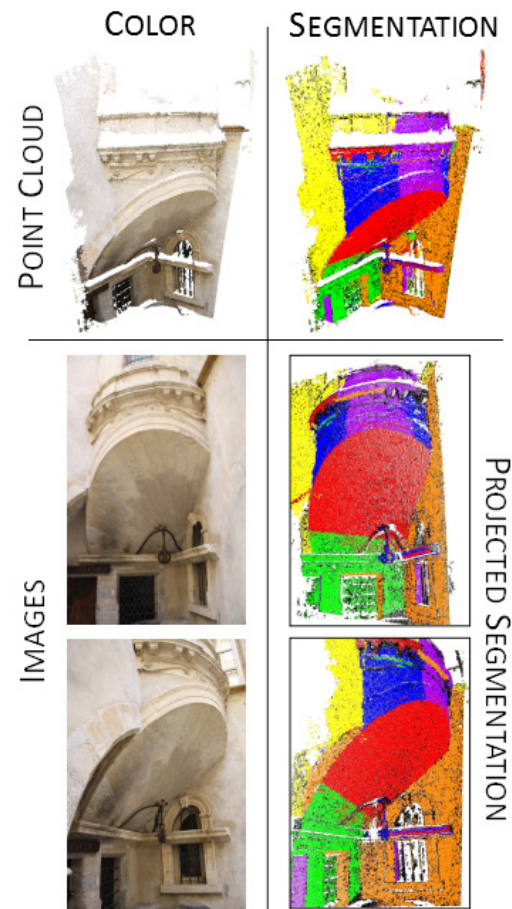 COLOR
SEGMENTATION
POINT CLOUD
IMAGES
PROJECTED SEGMENTATION